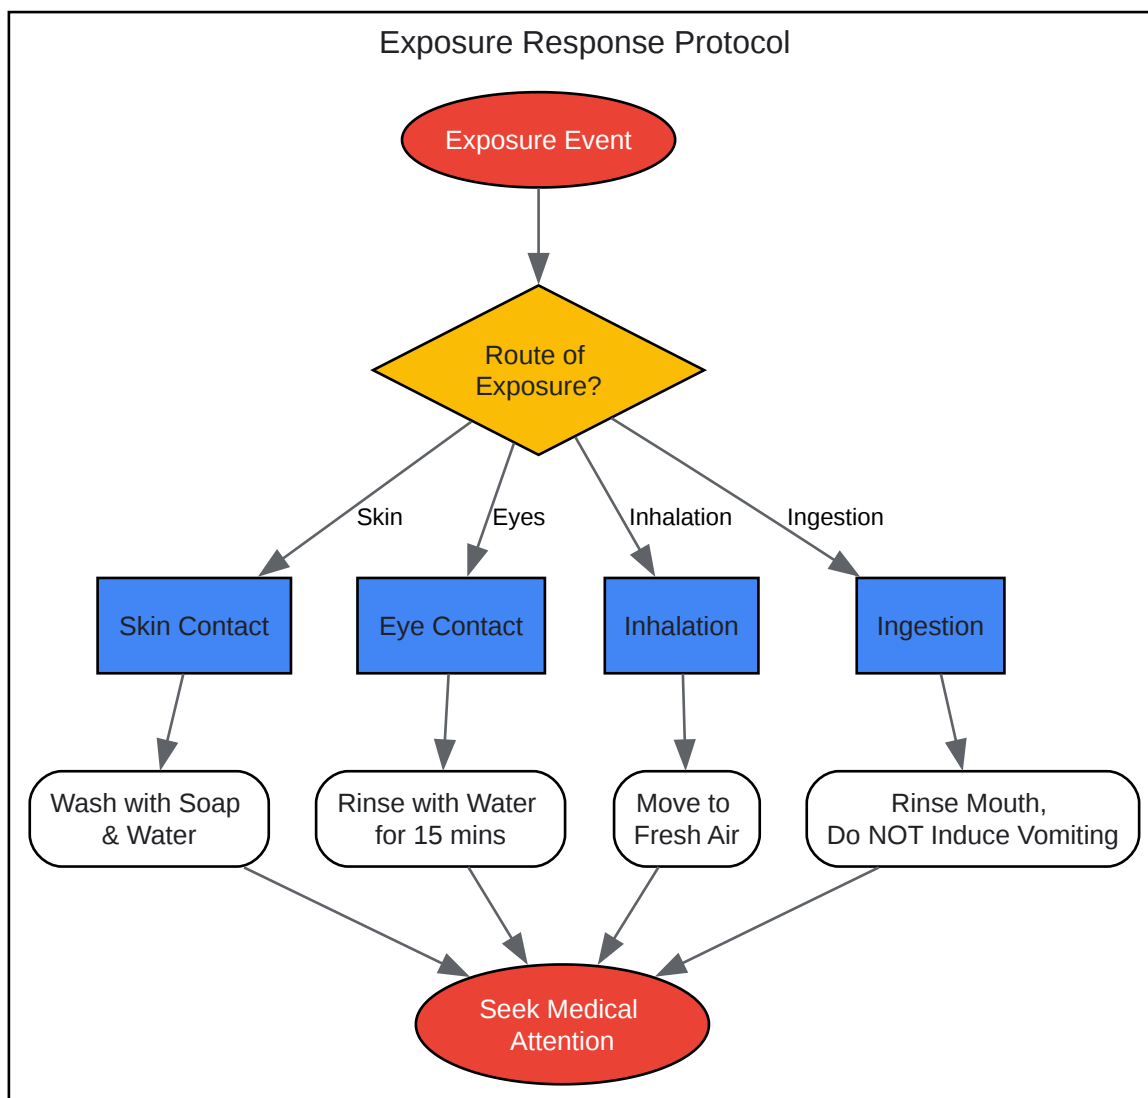 Exposure Response Protocol
Exposure Event
Route of
Exposure?
Skin
Eyes
Inhalation
Ingestion
Skin Contact
Eye Contact
Inhalation
Ingestion
Wash with Soap
& Water
Rinse with Water
for 15 mins
Move to
Fresh Air
Rinse Mouth,
Do NOT Induce Vomiting
Seek Medical
Attention